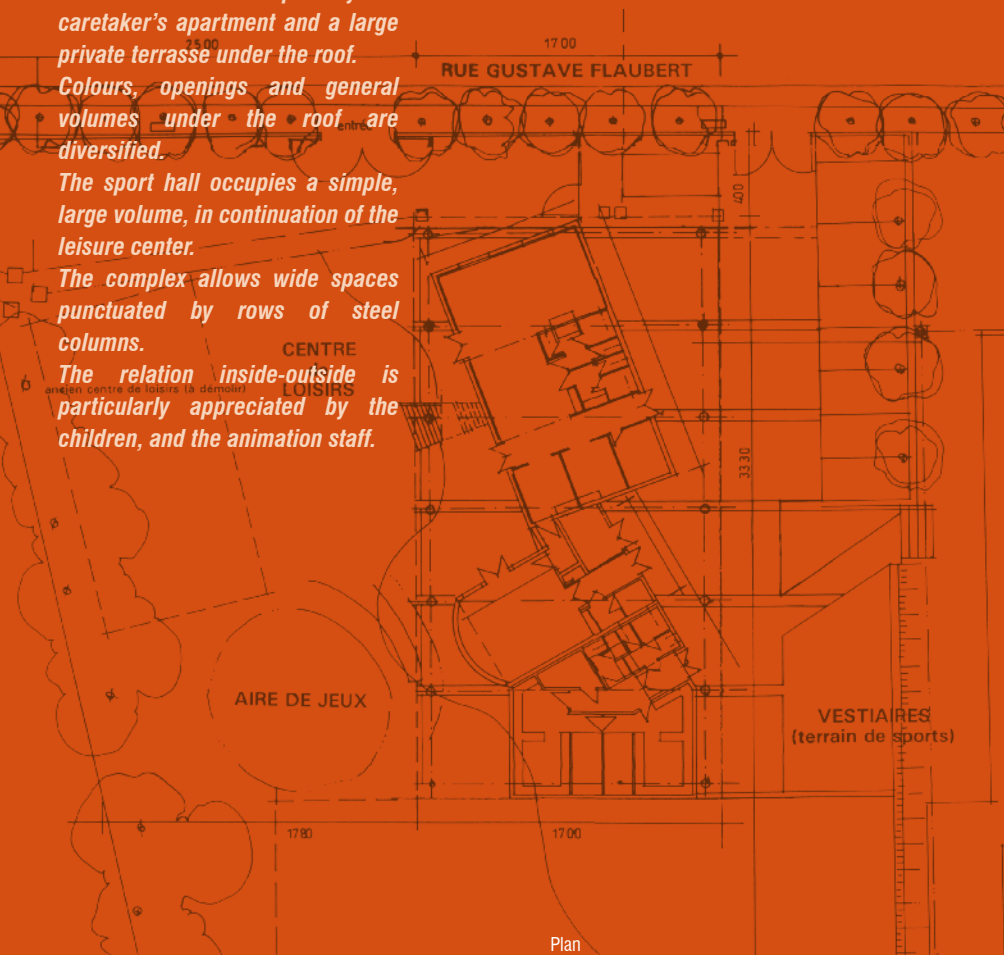 caretaker's apartment and a large
private terrasse under the roof.
Colours, openings and general
volumes under the roof are
diversified.
The sport hall occupies a simple,
large volume, in continuation of the
leisure center.
The complex allows wide spaces
punctuated by rows of steel
columns.
The relation inside-outside is
particularly appreciated by the
children, and the animation staff.
2500
1700
RUE GUSTAVE FLAUBERT
entrée
400
CENTRE
LOISIRS
ancien centre de loisirs (à démolir)
3330
AIRE DE JEUX
VESTIAIRES
(terrain de sports)
1780
1700
Plan